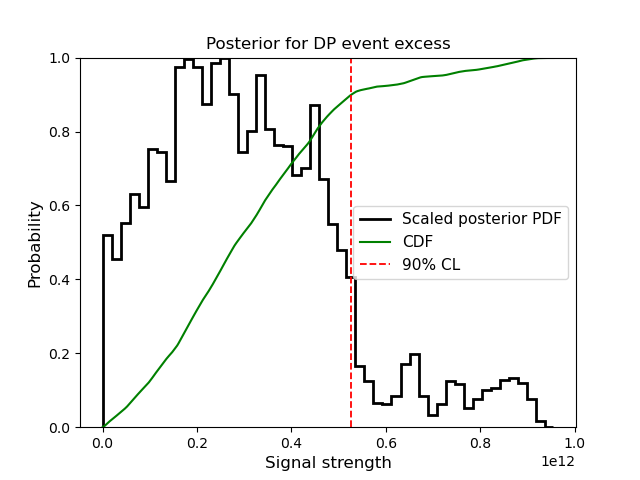 Posterior for DP event excess
1.0
0.8
0.6
0.4
0.2
0.0
Probability
Scaled posterior PDF
CDF
90% CL
0.0 0.2 0.4 0.6 0.8 1.0
1e12
Signal strength